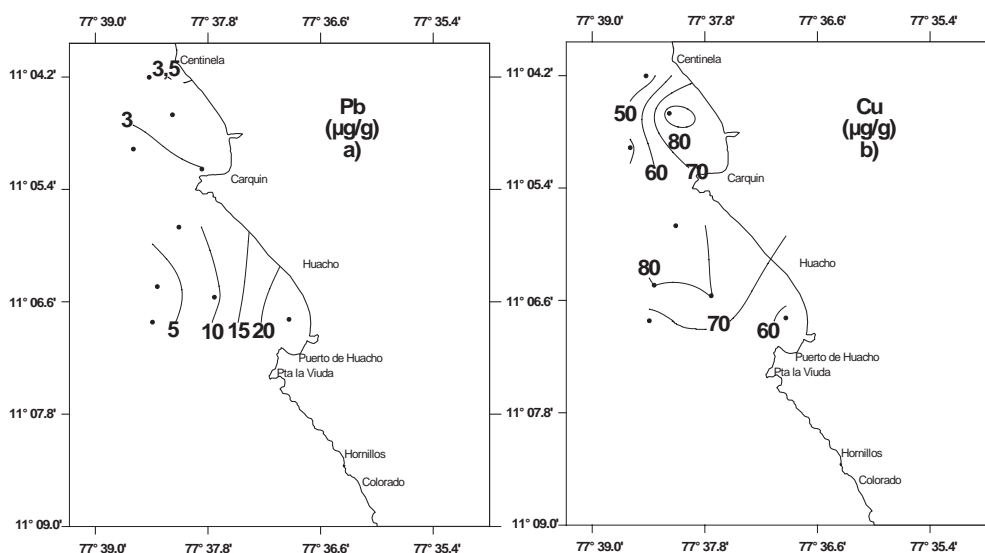 77° 39.0' 77° 37.8' 77° 36.6' 77° 35.4'
11° 04.2'
11° 05.4'
11° 06.6'
11° 07.8'
11° 09.0'
Centinela
3,5
3
Pb
(µg/g)
a)
Carquin
Huacho
5 10 15 20
Puerto de Huacho
Pta la Viuda
Hornillos
Colorado
77° 39.0' 77° 37.8' 77° 36.6' 77° 35.4'
77° 39.0' 77° 37.8' 77° 36.6' 77° 35.4'
11° 04.2'
11° 05.4'
11° 06.6'
11° 07.8'
11° 09.0'
Centinela
50
80
60 70
Cu
(µg/g)
b)
Carquin
Huacho
80
70
60
Puerto de Huacho
Pta la Viuda
Hornillos
Colorado
77° 39.0' 77° 37.8' 77° 36.6' 77° 35.4'